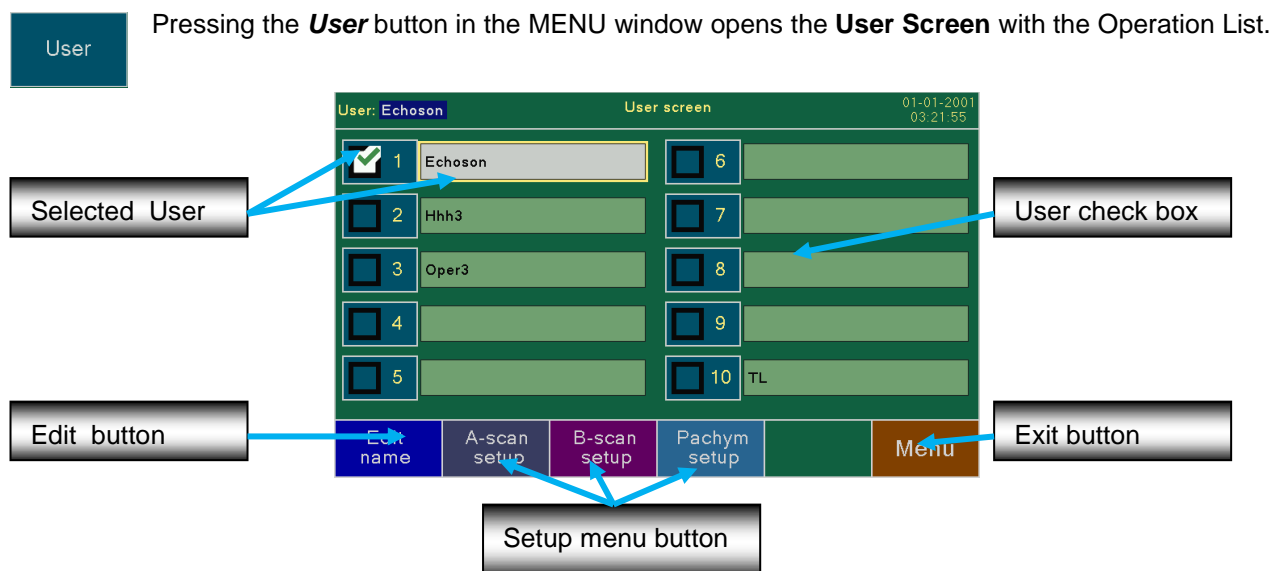 Pressing the User button in the MENU window opens the User Screen with the Operation List.
User
User: Echoson
User screen
01-01-2001
03:21:55
1 Echoson
6
Selected User
2 Hhh3
7
User check box
3 Oper3
8
4
9
5
10 TL
Edit button
Edit
name
A-scan
setup
B-scan
setup
Pachym
setup
Menu
Exit button
Setup menu button